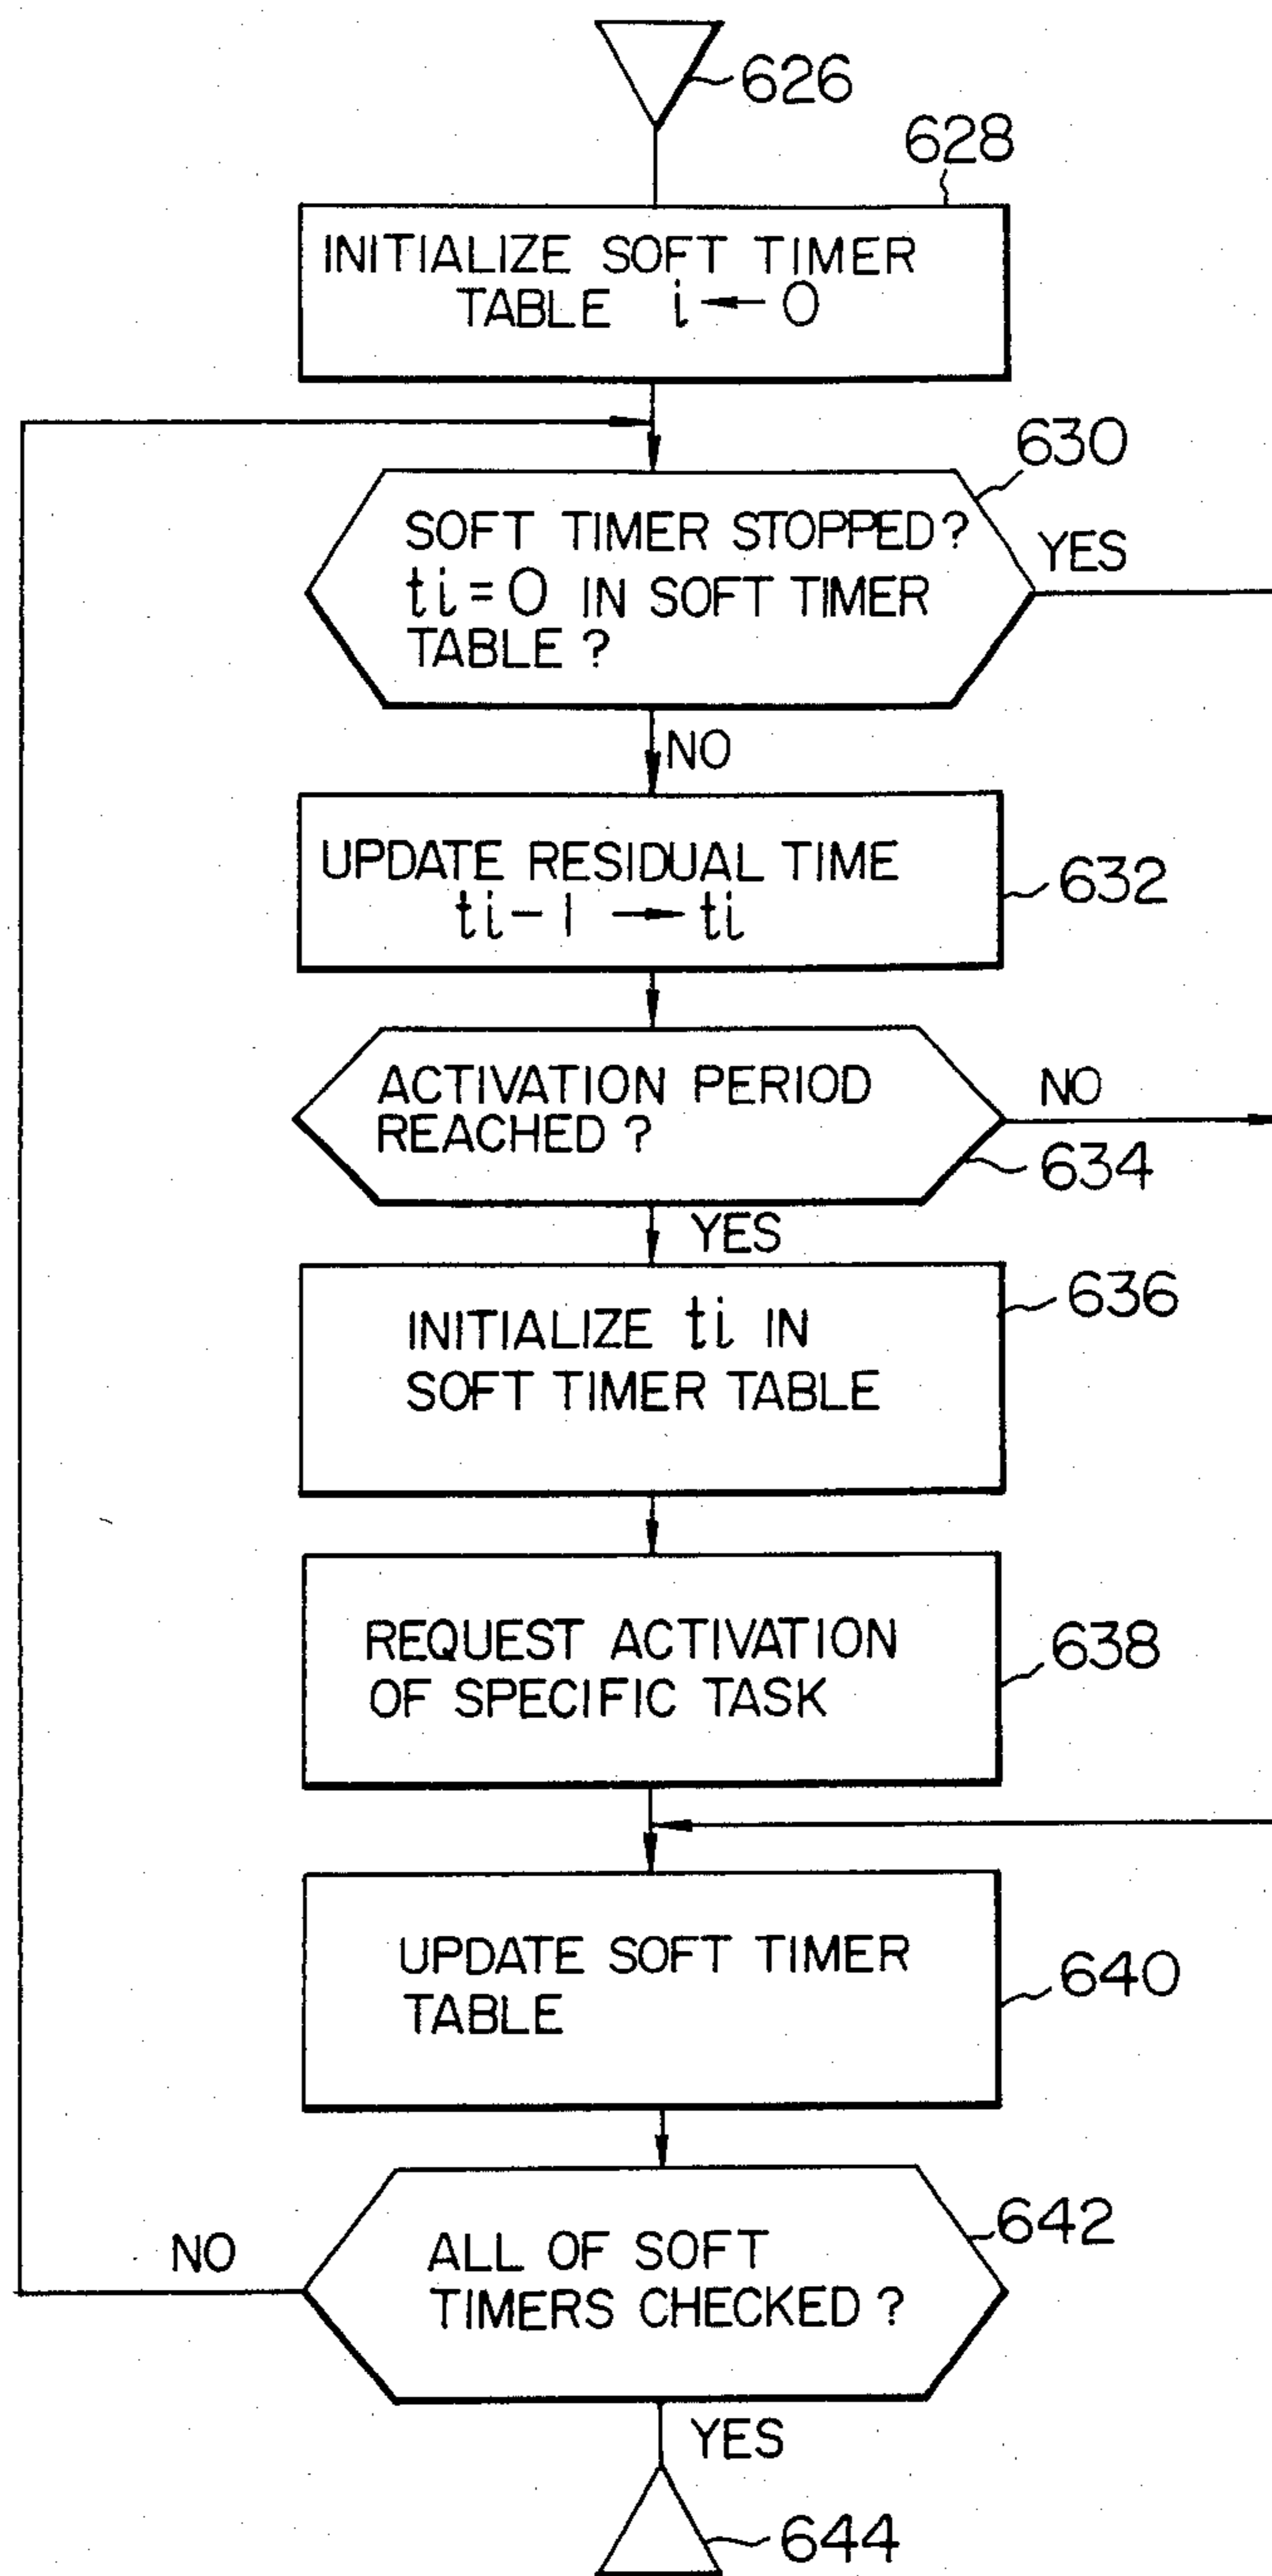 626
628
INITIALIZE SOFT TIMER
TABLE i ← 0
630
SOFT TIMER STOPPED?
YES
ti = 0 IN SOFT TIMER
TABLE ?
NO
UPDATE RESIDUAL TIME
632
ti - 1 → ti
ACTIVATION PERIOD
NO
REACHED ?
634
YES
636
INITIALIZE ti IN
SOFT TIMER TABLE
REQUEST ACTIVATION
638
OF SPECIFIC TASK
UPDATE SOFT TIMER
640
TABLE
642
NO
ALL OF SOFT
TIMERS CHECKED ?
YES
644